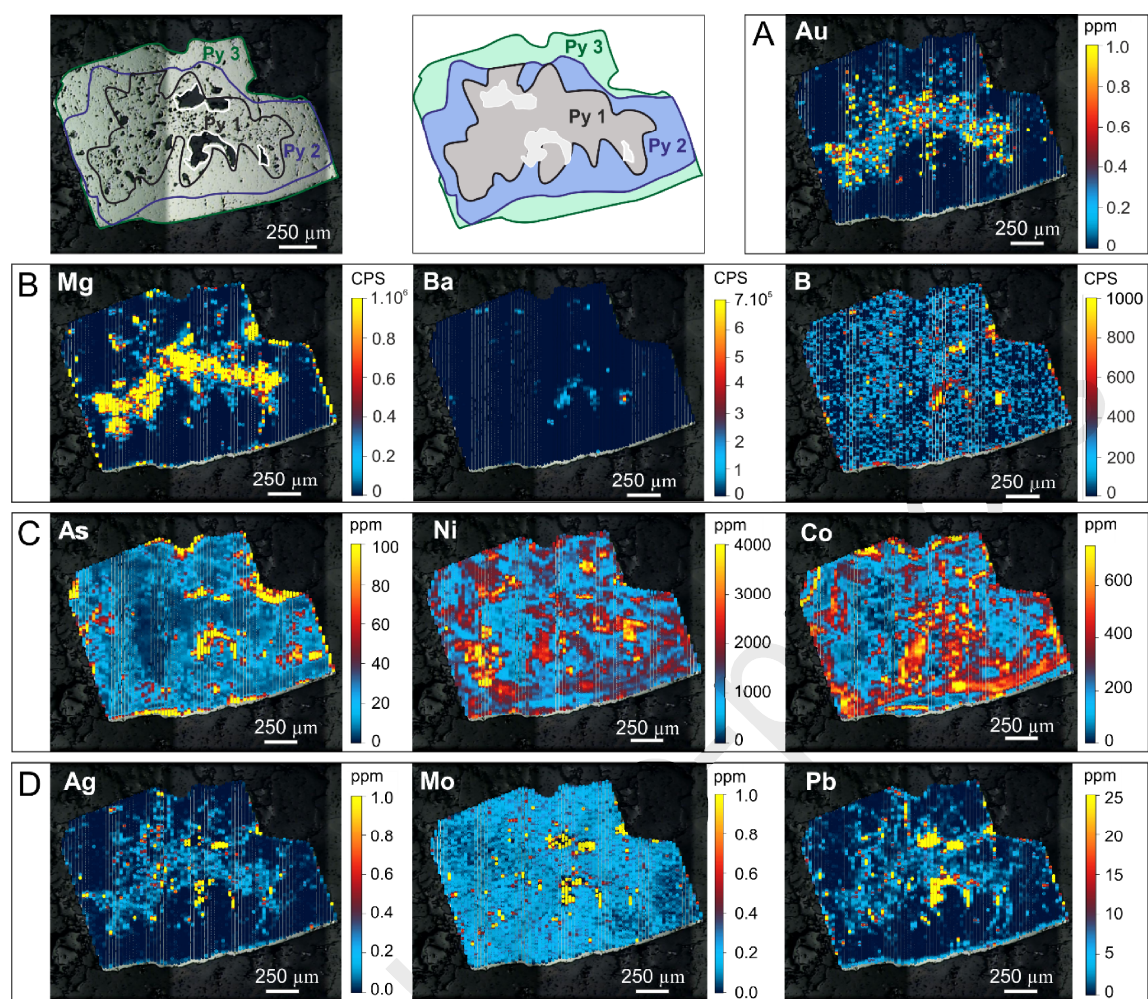 Py 3
Py 1
Py 2
250 µm
Py 3
Py 1
Py 2
250 µm
A
Au
ppm
1.0
0.8
0.6
0.4
0.2
0
250 µm
B
Mg
CPS
1.10⁶
0.8
0.6
0.4
0.2
0
250 µm
Ba
CPS
7.10⁵
6
5
4
3
2
1
0
250 µm
B
CPS
1000
800
600
400
200
0
250 µm
C
As
ppm
100
80
60
40
20
0
250 µm
Ni
ppm
4000
3000
2000
1000
0
250 µm
Co
ppm
600
400
200
0
250 µm
D
Ag
ppm
1.0
0.8
0.6
0.4
0.2
0.0
250 µm
Mo
ppm
1.0
0.8
0.6
0.4
0.2
0.0
250 µm
Pb
ppm
25
20
15
10
5
0
250 µm